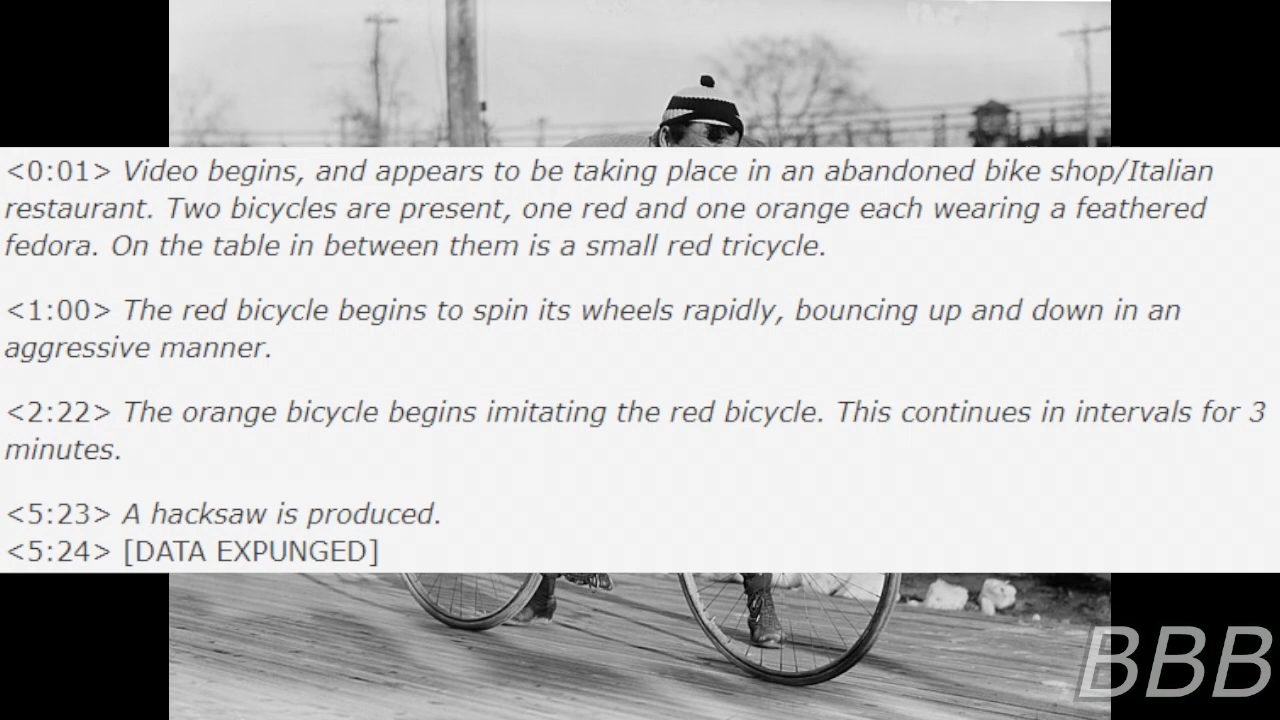 <0:01> Video begins, and appears to be taking place in an abandoned bike shop/Italian
restaurant. Two bicycles are present, one red and one orange each wearing a feathered
fedora. On the table in between them is a small red tricycle.
<1:00> The red bicycle begins to spin its wheels rapidly, bouncing up and down in an
aggressive manner.
<2:22> The orange bicycle begins imitating the red bicycle. This continues in intervals for 3
minutes.
<5:23> A hacksaw is produced.
<5:24> [DATA EXPUNGED]
BBB